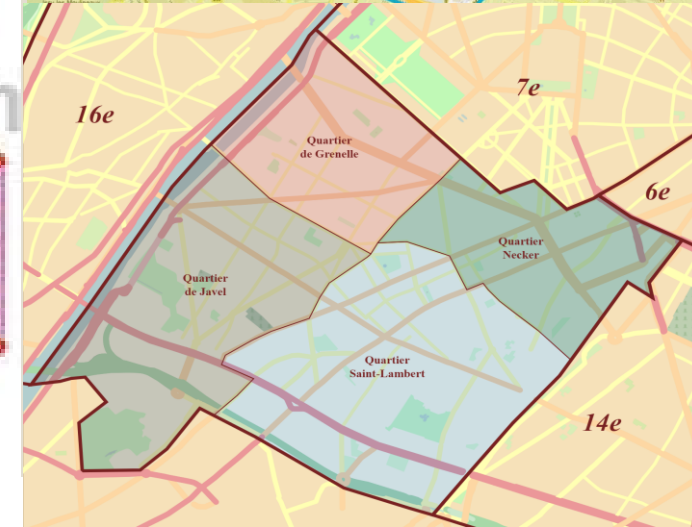 16e
7e
6e
Quartier
de Grenelle
Quartier
Necker
Quartier
de Javel
Quartier
Saint-Lambert
14e